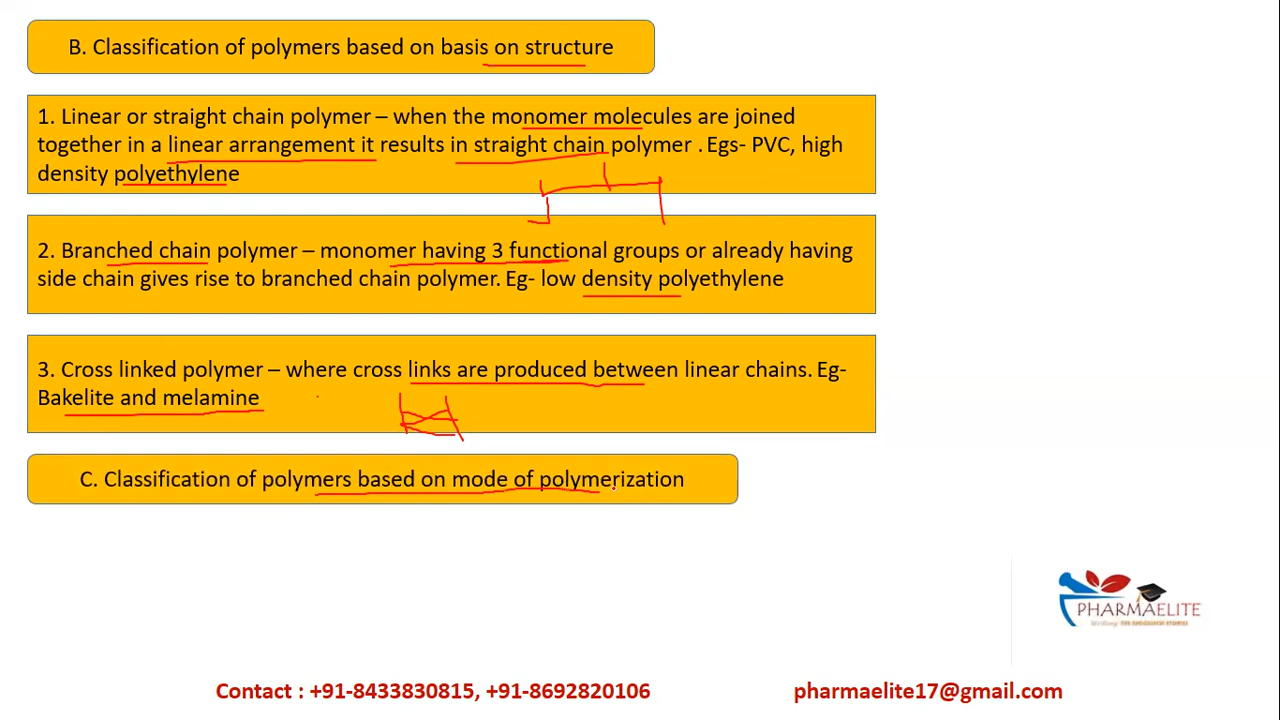 B. Classification of polymers based on basis on structure
1. Linear or straight chain polymer – when the monomer molecules are joined
together in a linear arrangement it results in straight chain polymer . Egs- PVC, high
density polyethylene
2. Branched chain polymer – monomer having 3 functional groups or already having
side chain gives rise to branched chain polymer. Eg- low density polyethylene
3. Cross linked polymer – where cross links are produced between linear chains. Eg-
Bakelite and melamine
C. Classification of polymers based on mode of polymerization
PHARMAELITE
Contact : +91-8433830815, +91-8692820106
pharmaelite17@gmail.com